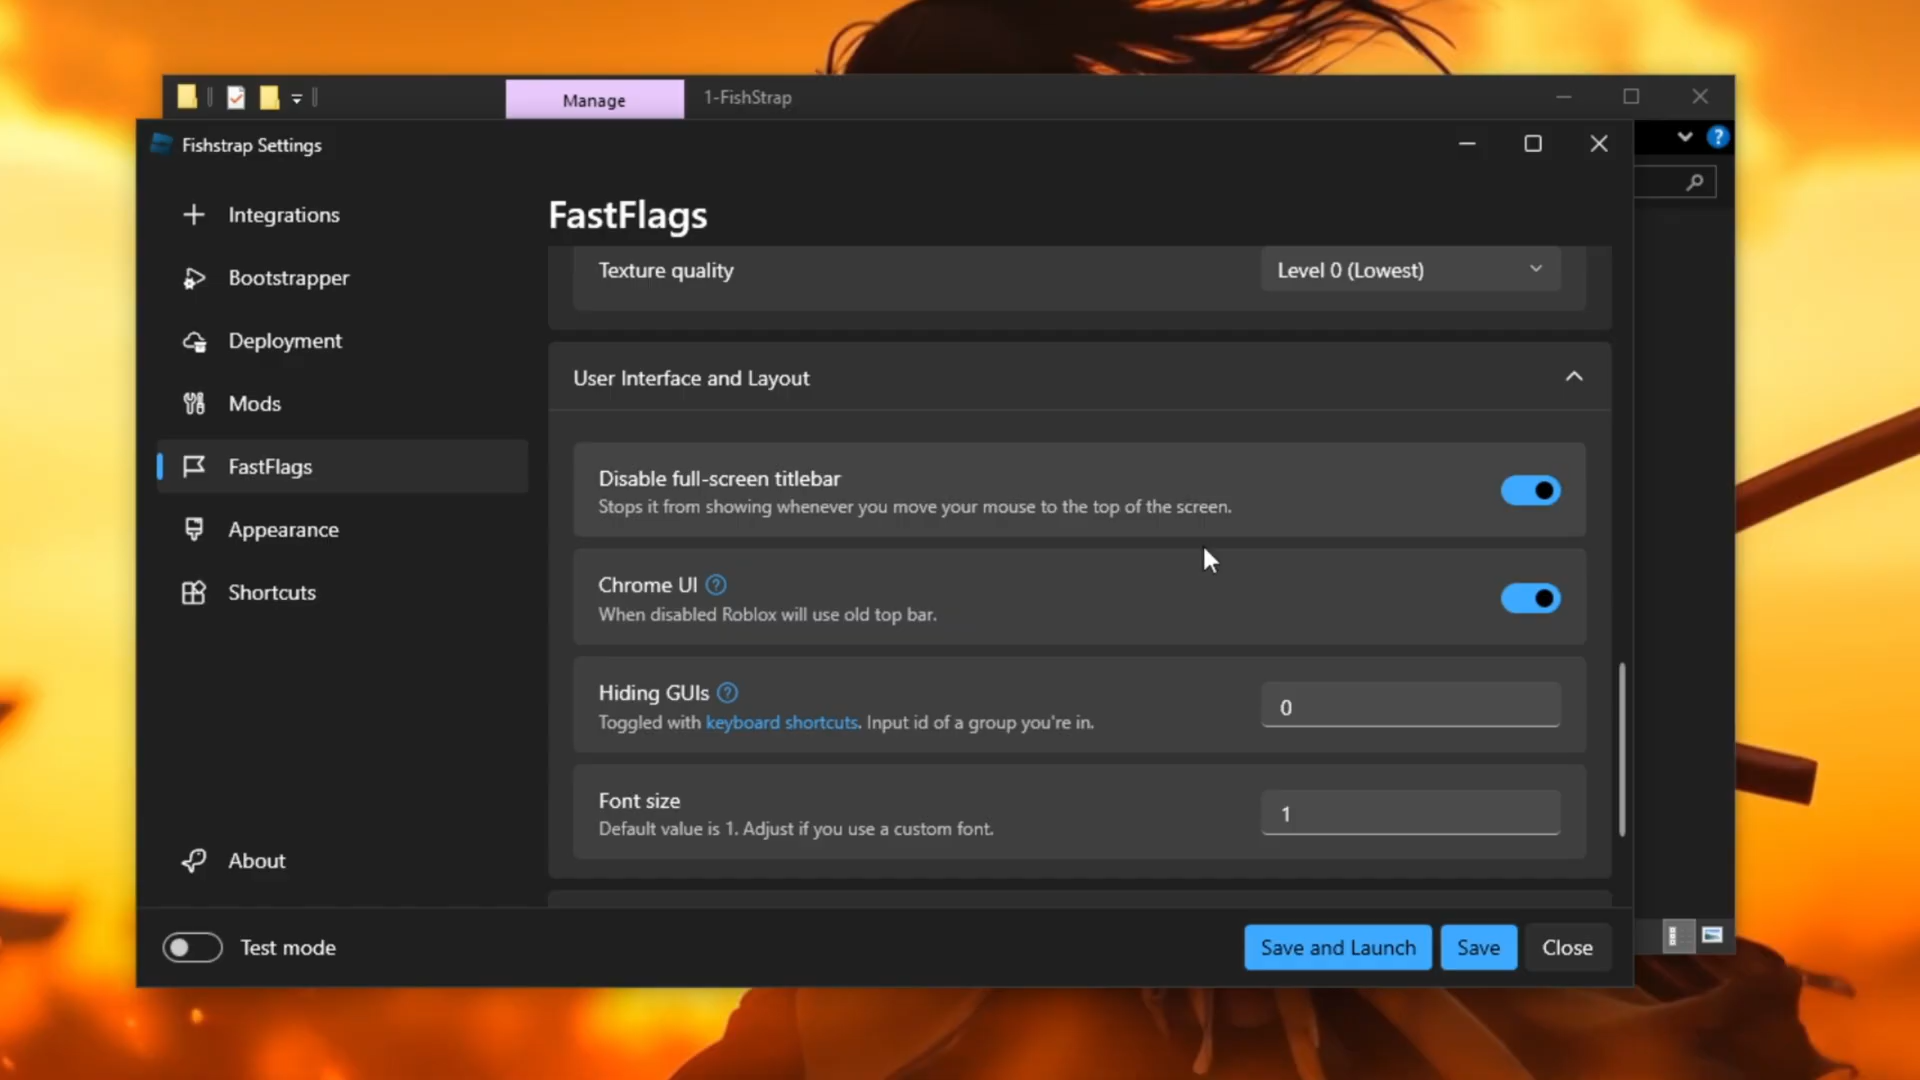 Manage
1-FishStrap
Fishstrap Settings
Integrations
Bootstrapper
Deployment
Mods
FastFlags
Appearance
Shortcuts
About
FastFlags
Texture quality
Level 0 (Lowest)
User Interface and Layout
Disable full-screen titlebar
Stops it from showing whenever you move your mouse to the top of the screen.
Chrome UI
When disabled Roblox will use old top bar.
Hiding GUIs
Toggled with keyboard shortcuts. Input id of a group you're in.
0
Font size
Default value is 1. Adjust if you use a custom font.
1
Test mode
Save and Launch
Save
Close